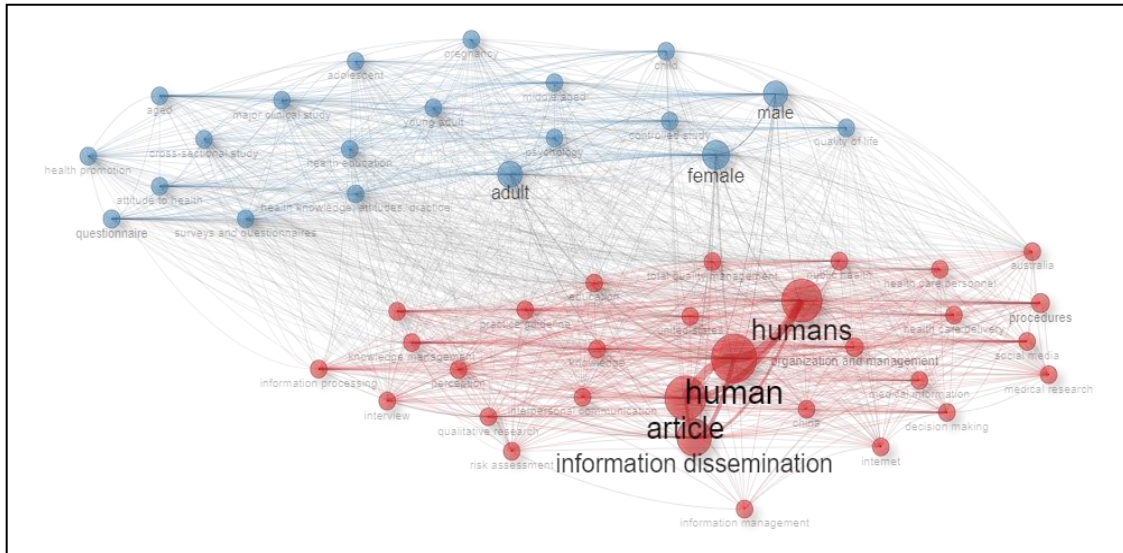 pregnancy
child
adolescent
middle aged
aged
major clinical study
young adult
male
controlled study
quality of life
cross-sectional study
psychology
health education
health promotion
female
adult
attitude to health
health knowledge, attitudes, practice
questionnaire
surveys and questionnaires
australia
total quality management
public health
health care personnel
education
procedures
practice guideline
united states
humans
health care delivery
knowledge management
knowledge
organization and management
social media
information processing
perception
human
medical information
medical research
interview
interpersonal communication
china
qualitative research
article
decision making
risk assessment
information dissemination
internet
information management